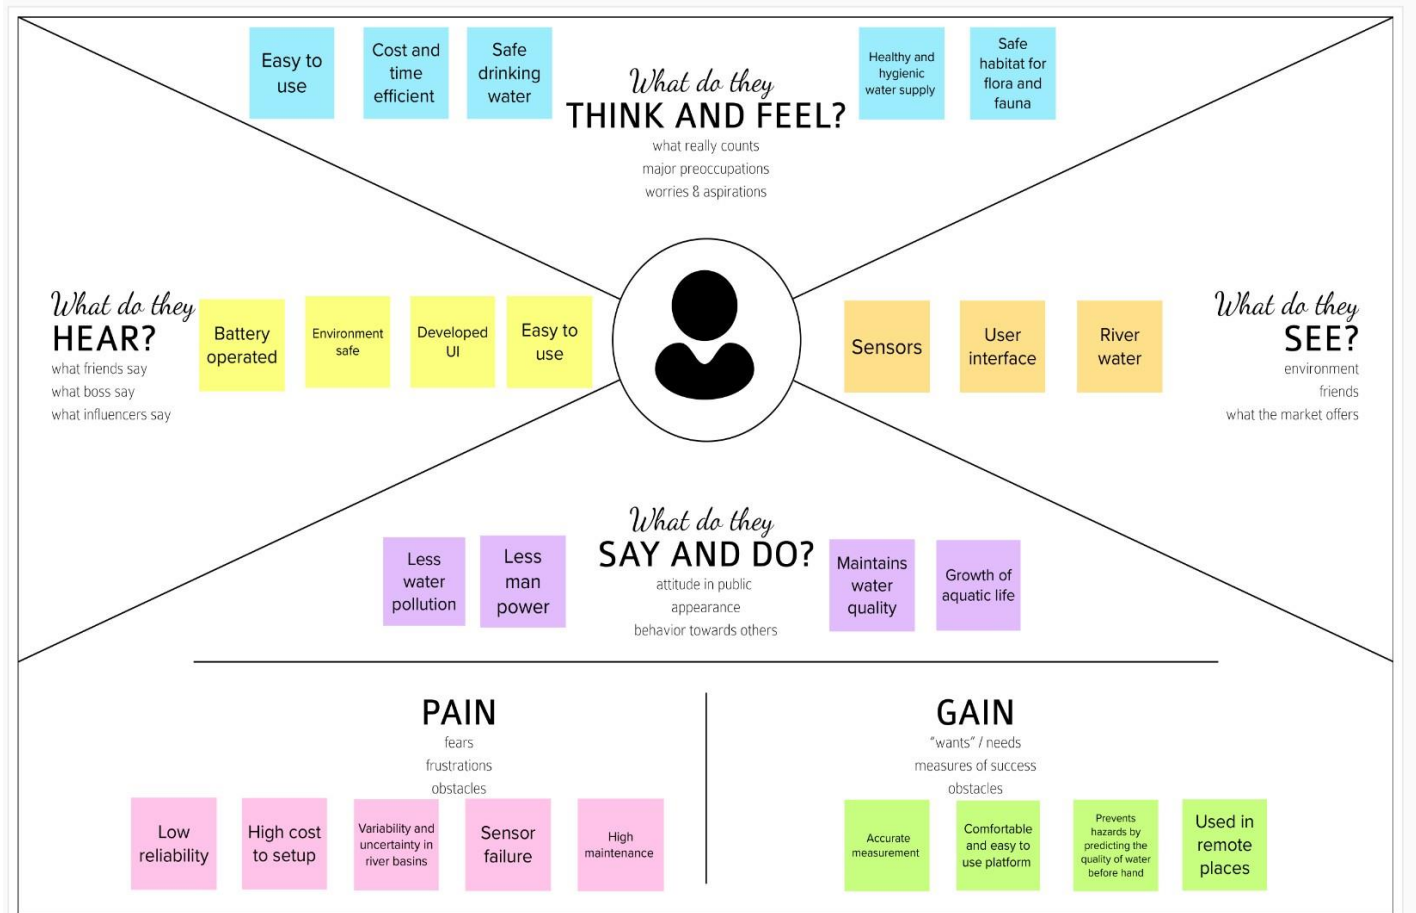 Easy to
use
Cost and
time
efficient
Safe
drinking
water
What do they
THINK AND FEEL?
what really counts
major preoccupations
worries & aspirations
Healthy and
hygienic
water supply
Safe
habitat for
flora and
fauna
What do they
HEAR?
what friends say
what boss say
what influencers say
Battery
operated
Environment
safe
Developed
UI
Easy to
use
Sensors
User
interface
River
water
What do they
SEE?
environment
friends
what the market offers
Less
water
pollution
Less
man
power
What do they
SAY AND DO?
attitude in public
appearance
behavior towards others
Maintains
water
quality
Growth of
aquatic life
PAIN
fears
frustrations
obstacles
Low
reliability
High cost
to setup
Variability and
uncertainty in
river basins
Sensor
failure
High
maintenance
GAIN
"wants" / needs
measures of success
obstacles
Accurate
measurement
Comfortable
and easy to
use platform
Prevents
hazards by
predicting the
quality of water
before hand
Used in
remote
places